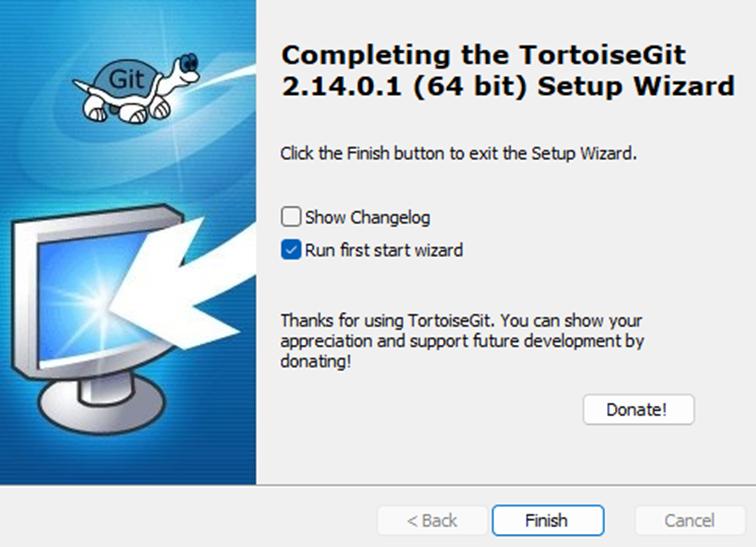 Git
Completing the TortoiseGit
2.14.0.1 (64 bit) Setup Wizard
Click the Finish button to exit the Setup Wizard.
Show Changelog
Run first start wizard
Thanks for using TortoiseGit. You can show your
appreciation and support future development by
donating!
Donate!
< Back
Finish
Cancel